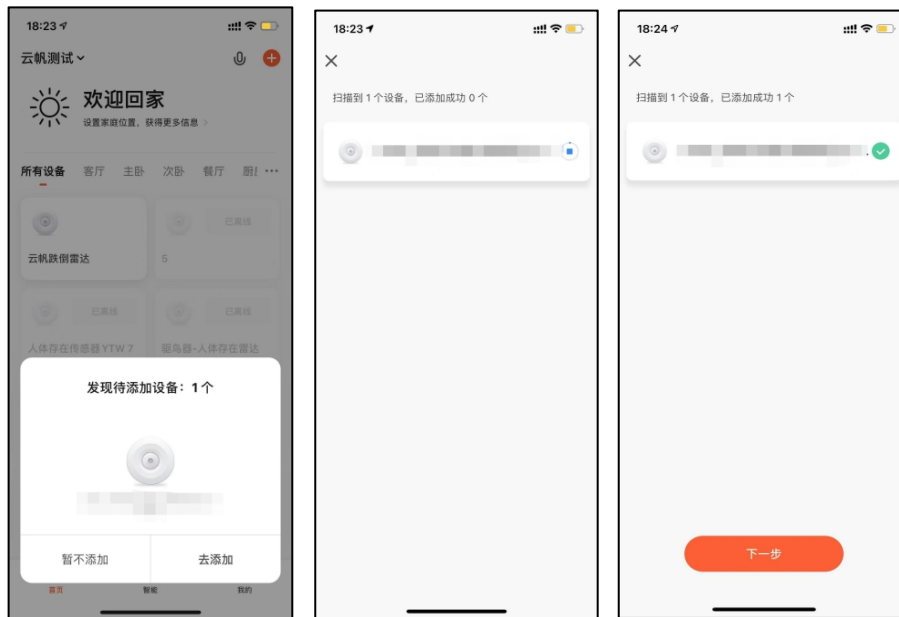 18:23
云帆测试
欢迎回家
设置家庭位置，获得更多信息 >
所有设备 客厅 主卧 次卧 餐厅 ...
已离线
云帆跌倒雷达
5
已离线
已离线
人体存在传感器 YTW.7
驱鸟器-人体存在雷达
发现待添加设备：1 个
暂不添加
去添加
首页
智能
我的
18:23
扫描到 1 个设备，已添加成功 0 个
18:24
扫描到 1 个设备，已添加成功 1 个
下一步